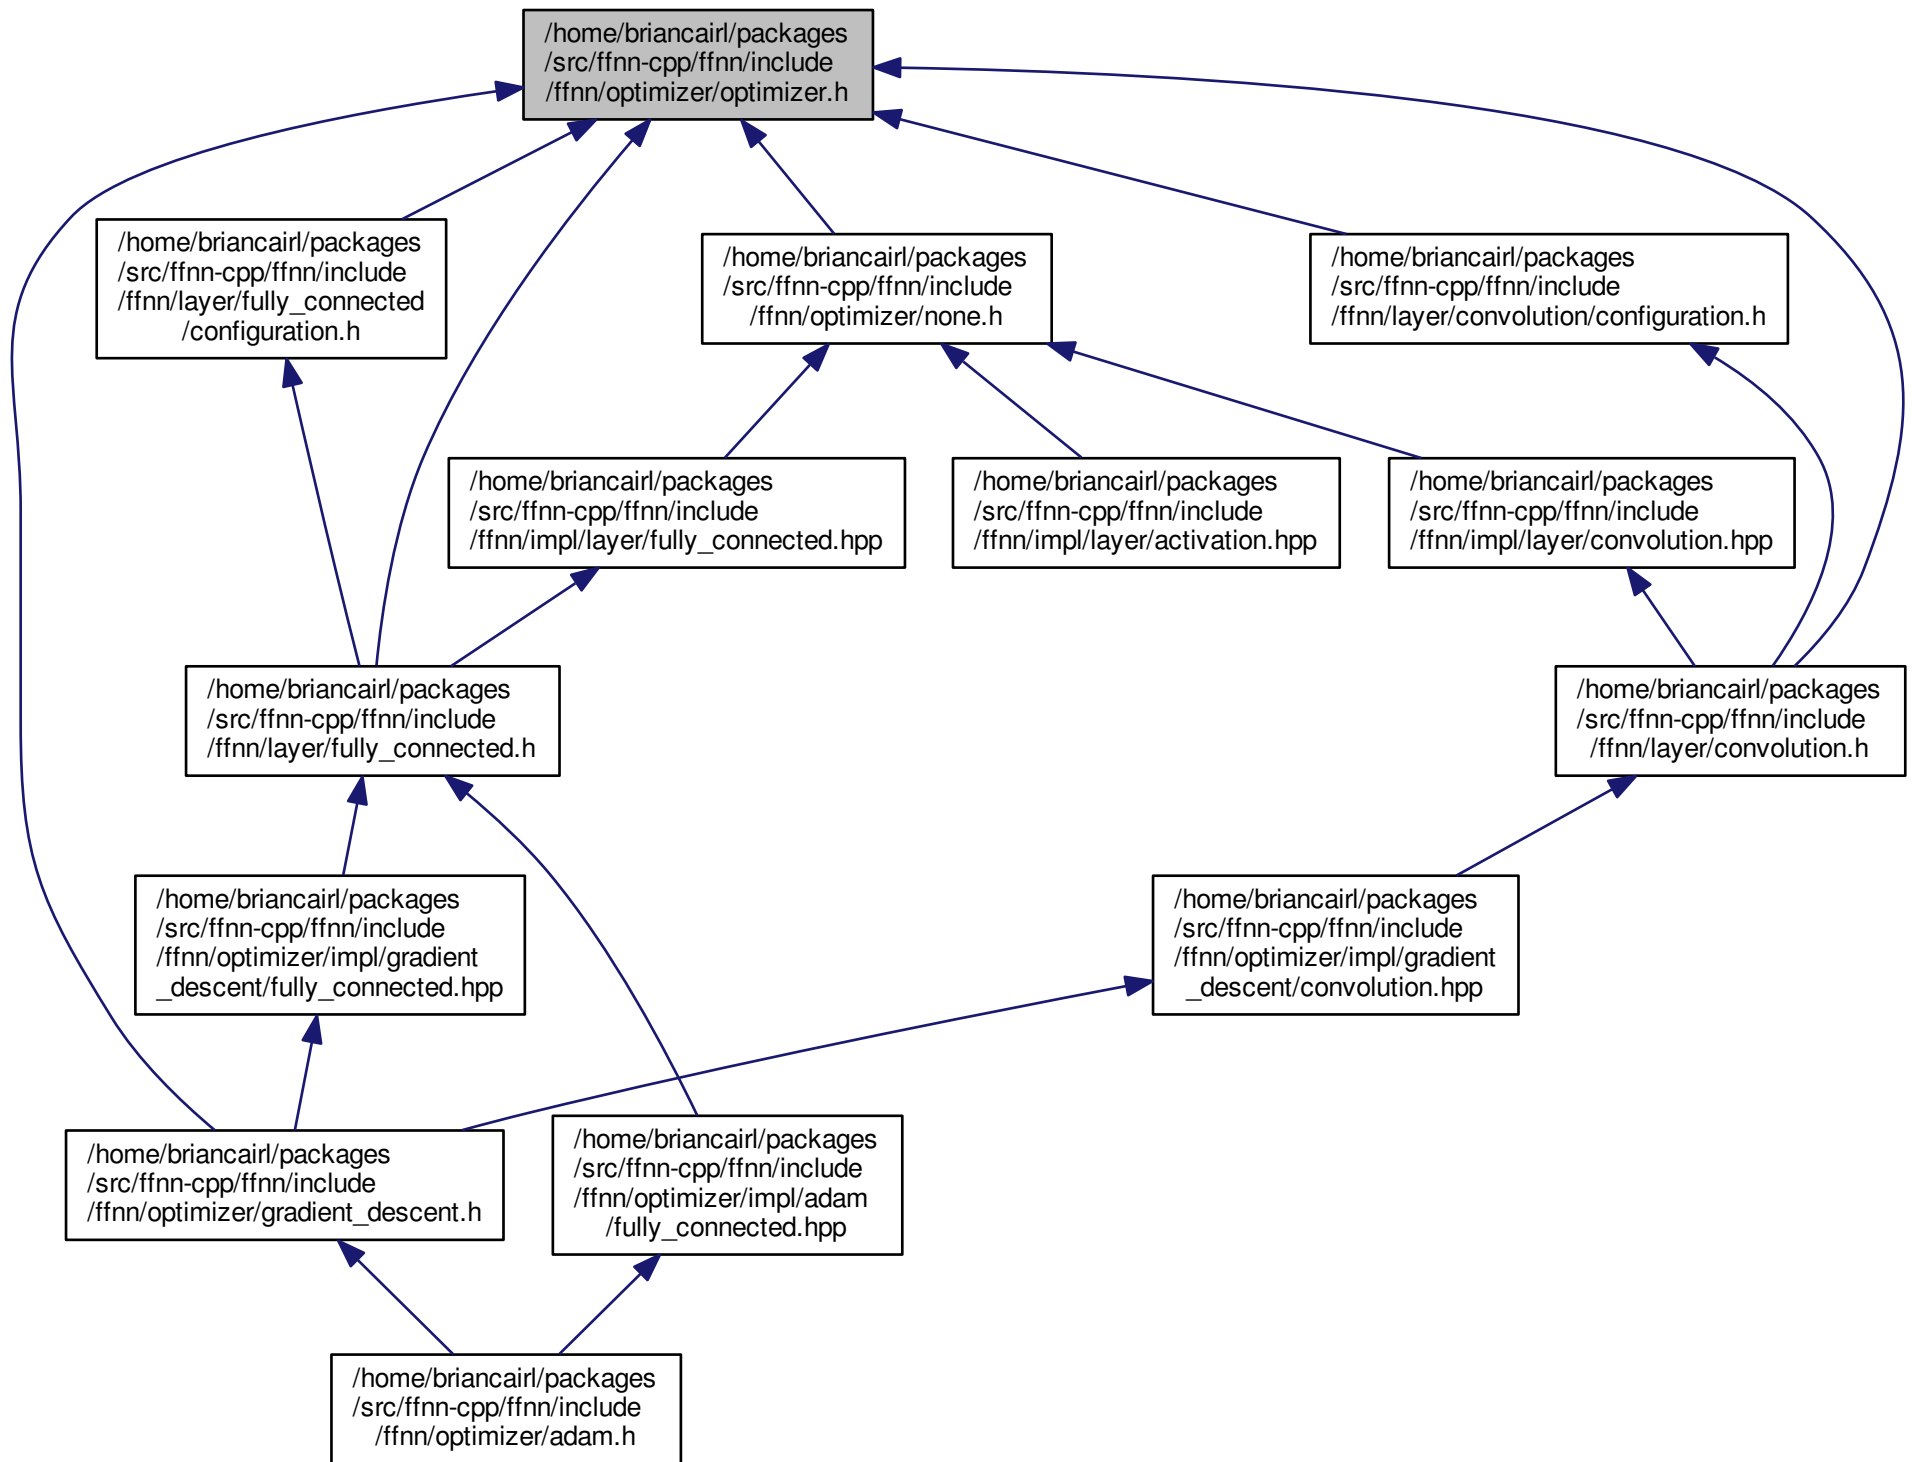 /home/briancairl/packages
/src/ffnn-cpp/ffnn/include
/ffnn/optimizer/optimizer.h
/home/briancairl/packages
/src/ffnn-cpp/ffnn/include
/ffnn/layer/fully_connected
/configuration.h
/home/briancairl/packages
/src/ffnn-cpp/ffnn/include
/ffnn/optimizer/none.h
/home/briancairl/packages
/src/ffnn-cpp/ffnn/include
/ffnn/layer/convolution/configuration.h
/home/briancairl/packages
/src/ffnn-cpp/ffnn/include
/ffnn/impl/layer/fully_connected.hpp
/home/briancairl/packages
/src/ffnn-cpp/ffnn/include
/ffnn/impl/layer/activation.hpp
/home/briancairl/packages
/src/ffnn-cpp/ffnn/include
/ffnn/impl/layer/convolution.hpp
/home/briancairl/packages
/src/ffnn-cpp/ffnn/include
/ffnn/layer/fully_connected.h
/home/briancairl/packages
/src/ffnn-cpp/ffnn/include
/ffnn/layer/convolution.h
/home/briancairl/packages
/src/ffnn-cpp/ffnn/include
/ffnn/optimizer/impl/gradient
_descent/fully_connected.hpp
/home/briancairl/packages
/src/ffnn-cpp/ffnn/include
/ffnn/optimizer/impl/gradient
_descent/convolution.hpp
/home/briancairl/packages
/src/ffnn-cpp/ffnn/include
/ffnn/optimizer/gradient_descent.h
/home/briancairl/packages
/src/ffnn-cpp/ffnn/include
/ffnn/optimizer/impl/adam
/fully_connected.hpp
/home/briancairl/packages
/src/ffnn-cpp/ffnn/include
/ffnn/optimizer/adam.h